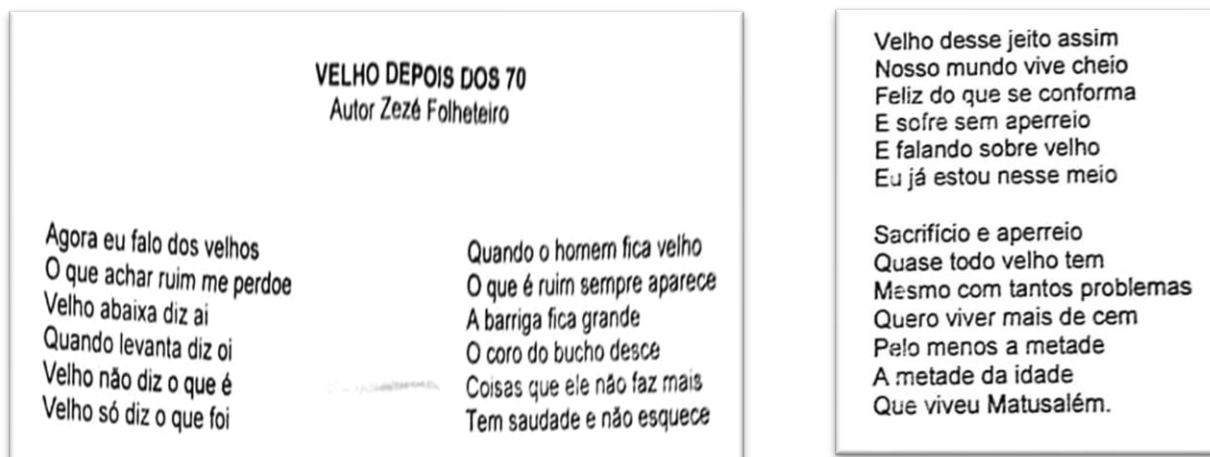 VELHO DEPOIS DOS 70
Autor Zezé Folheteiro
Agora eu falo dos velhos
O que achar ruim me perdoe
Velho abaixa diz ai
Quando levanta diz oi
Velho não diz o que é
Velho só diz o que foi
Quando o homem fica velho
O que é ruim sempre aparece
A barriga fica grande
O coro do bucho desce
Coisas que ele não faz mais
Tem saudade e não esquece
Velho desse jeito assim
Nosso mundo vive cheio
Feliz do que se conforma
E sofre sem aperreio
E falando sobre velho
Eu já estou nesse meio
Sacrifício e aperreio
Quase todo velho tem
Mesmo com tantos problemas
Quero viver mais de cem
Pelo menos a metade
A metade da idade
Que viveu Matusalém.